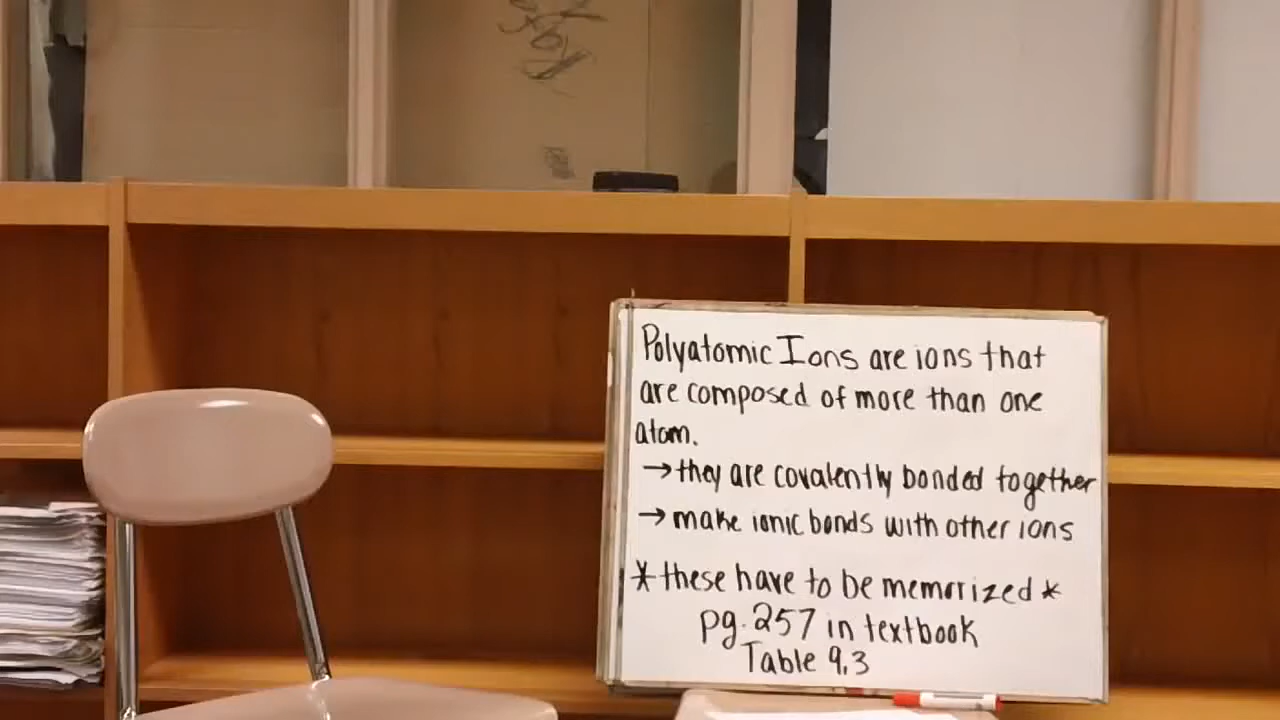 Polyatomic Ions are ions that
are composed of more than one
atom.
→ they are covalently bonded together
→ make ionic bonds with other ions
*these have to be memorized*
pg. 257 in textbook
Table 9.3